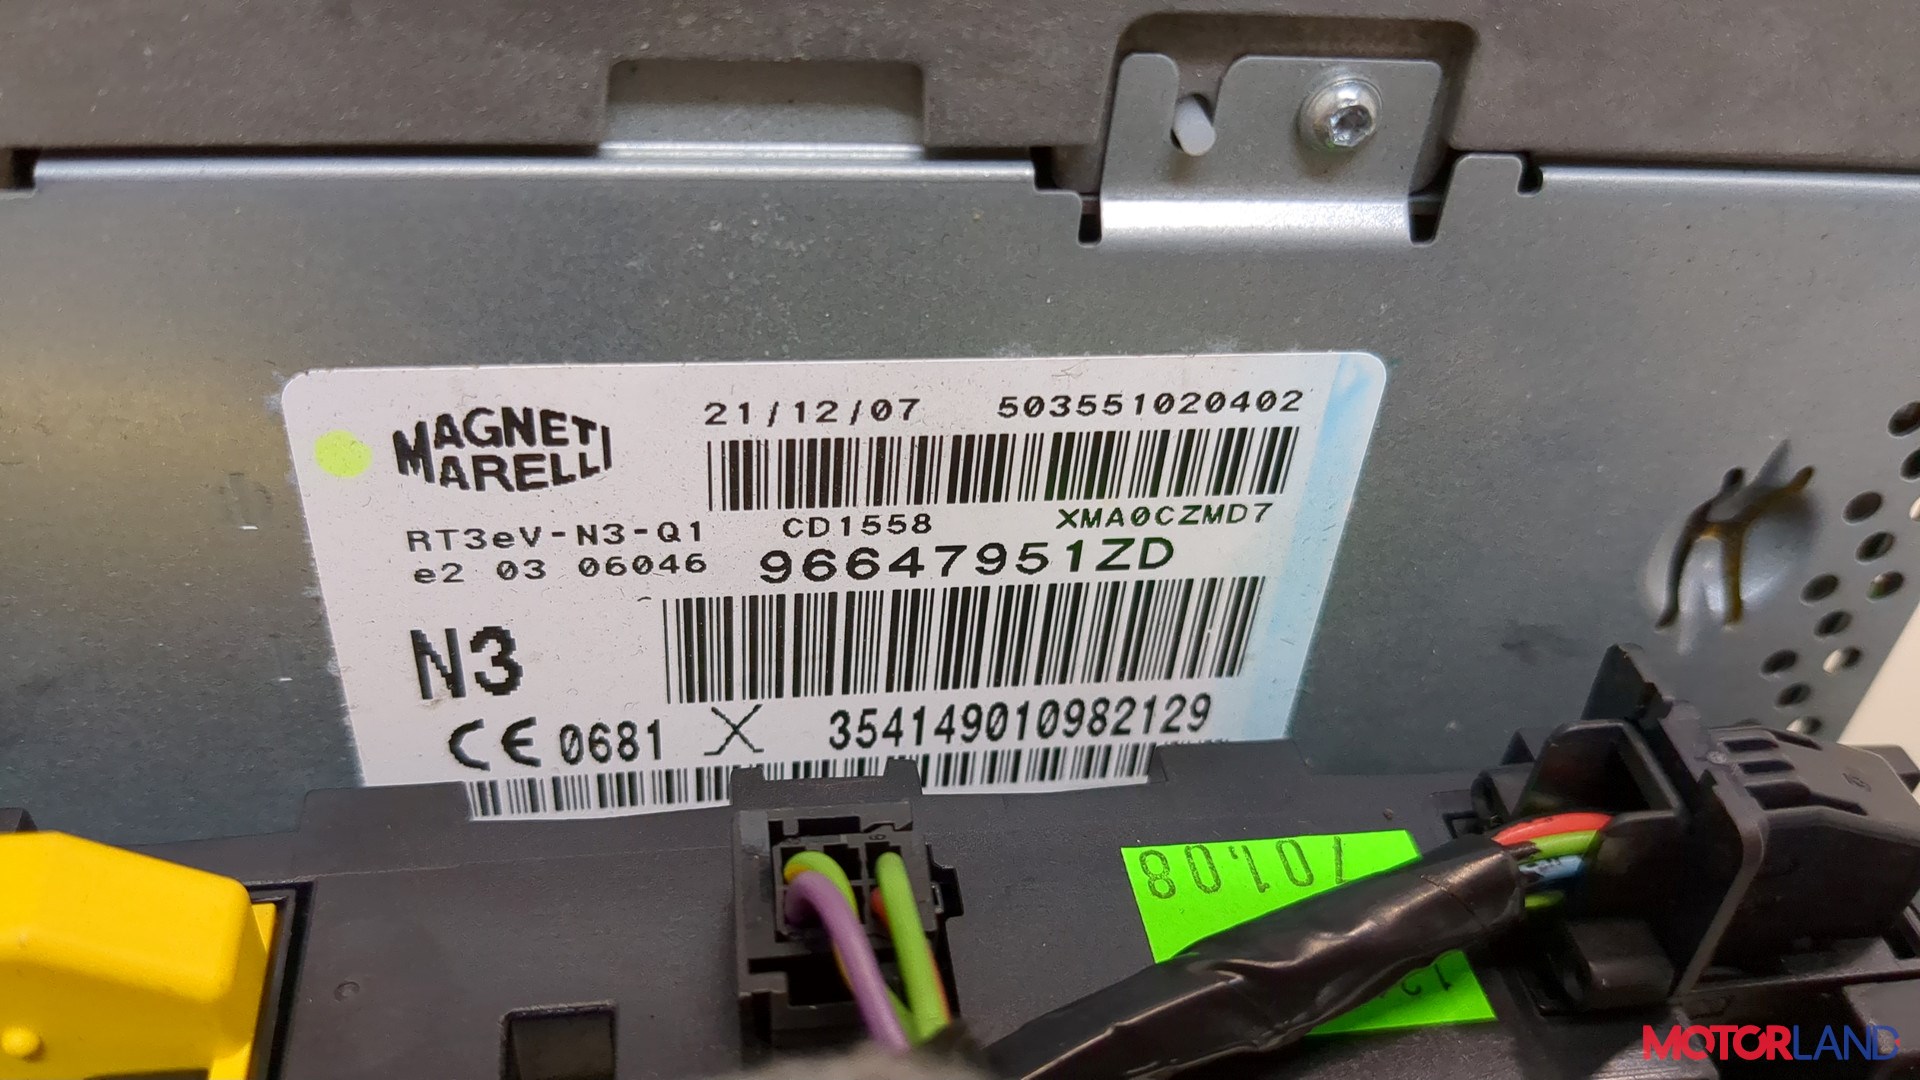 MAGNETI
MARELLI
21/12/07 503551020402
RT3eV-N3-Q1 CD1558 XMA0CZMD7
e2 03 06046 96647951ZD
N3
CE 0681 X 354149010982129
701,08
MOTORLAND